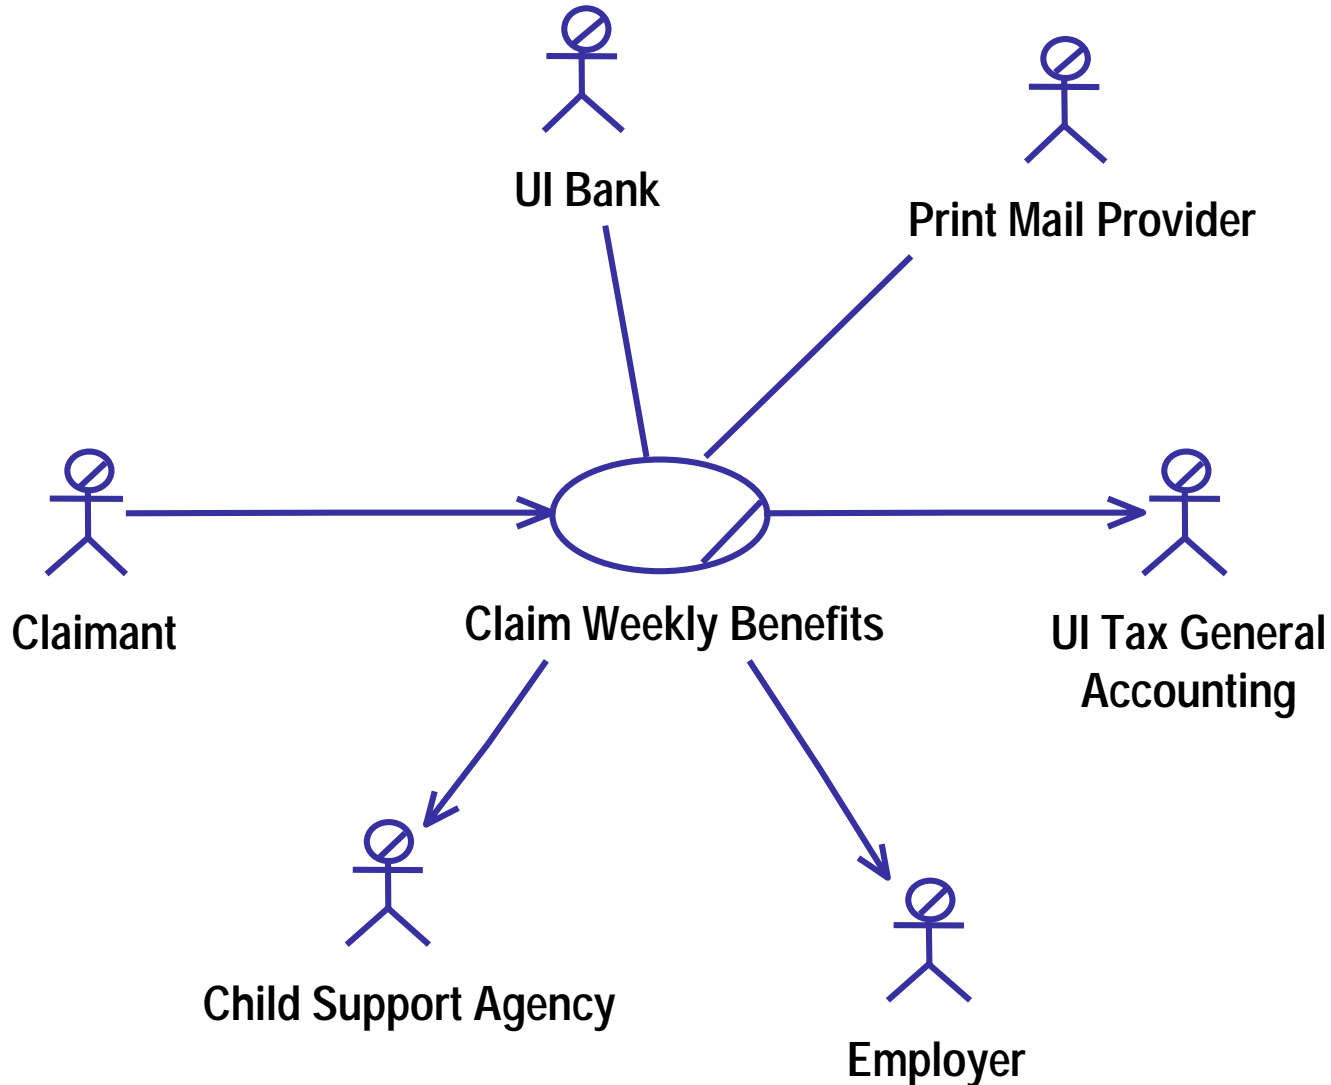 UI Bank
Print Mail Provider
Claimant
Claim Weekly Benefits
UI Tax General
Accounting
Child Support Agency
Employer